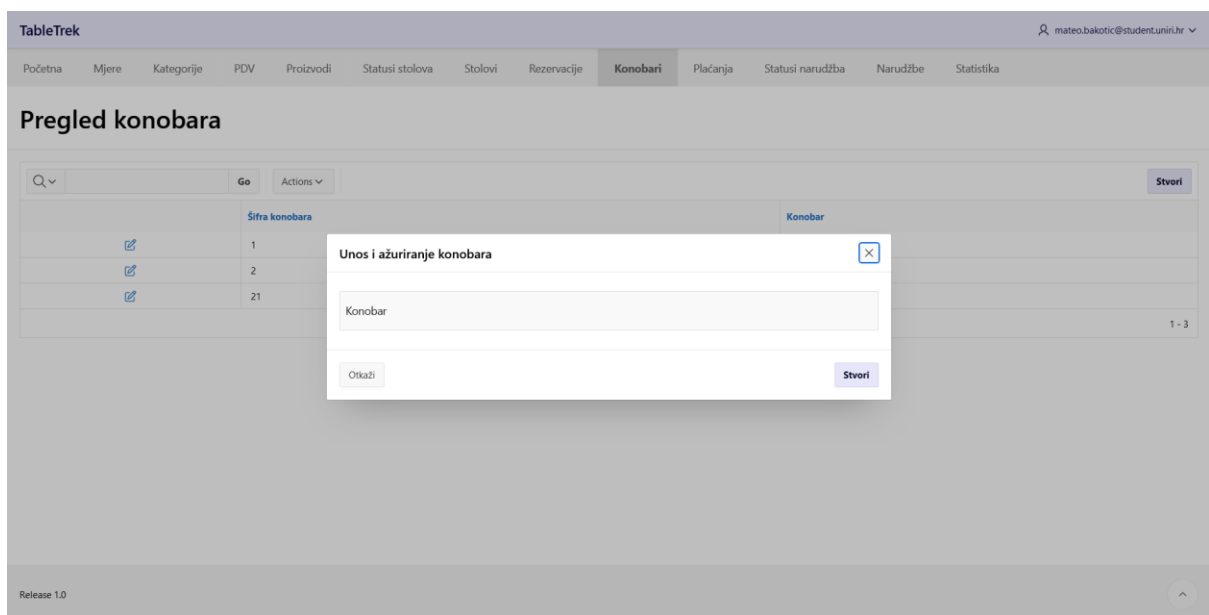 TableTrek
mateo.bakotic@student.uniri.hr
Početna Mjere Kategorije PDV Proizvodi Statusi stolova Stolovi Rezervacije Konobari Plaćanja Statusi narudžba Narudžbe Statistika
Pregled konobara
Go Actions Stvori
Šifra konobara Konobar
1
2
21
1 - 3
Unos i ažuriranje konobara
Konobar
Otkaži Stvori
Release 1.0